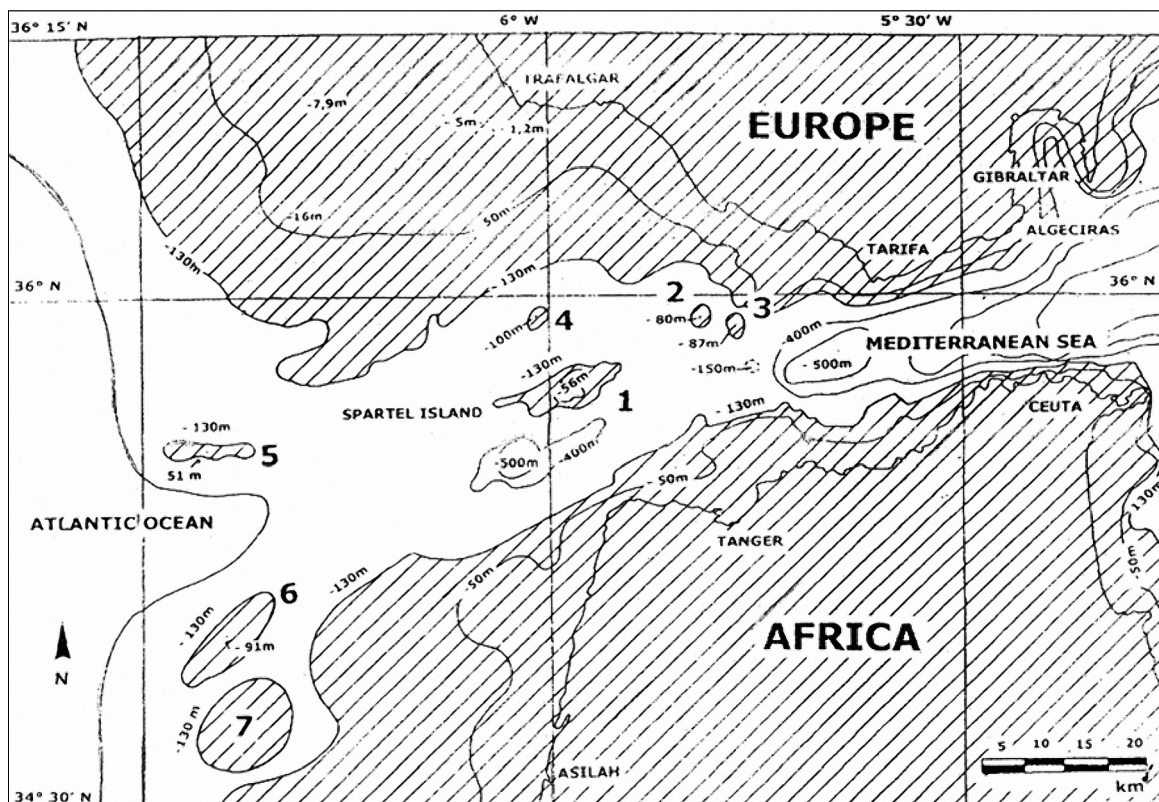 36° 15' N
6° W
5° 30' W
TRAFALGAR
-7,9m
- 5m
- 1,2m
EUROPE
GIBRALTAR
-16m
50m
ALGECIRAS
-130m
TARIFA
- 130m
36° N
2
3
4
- 80m
-100m
- 87m
-400m
MEDITERRANEAN SEA
-150m
- 500m
-130m
-56m
1
SPARTEL ISLAND
- 130m
CEUTA
- 130m
5
51 m
-500m
-400m
- 50m
130m
ATLANTIC OCEAN
TANGER
-50m
6
-130m
-50m
- 130m
- 91m
AFRICA
N
7
-130 m
5 10 15 20
km
ASILAH
34° 30' N